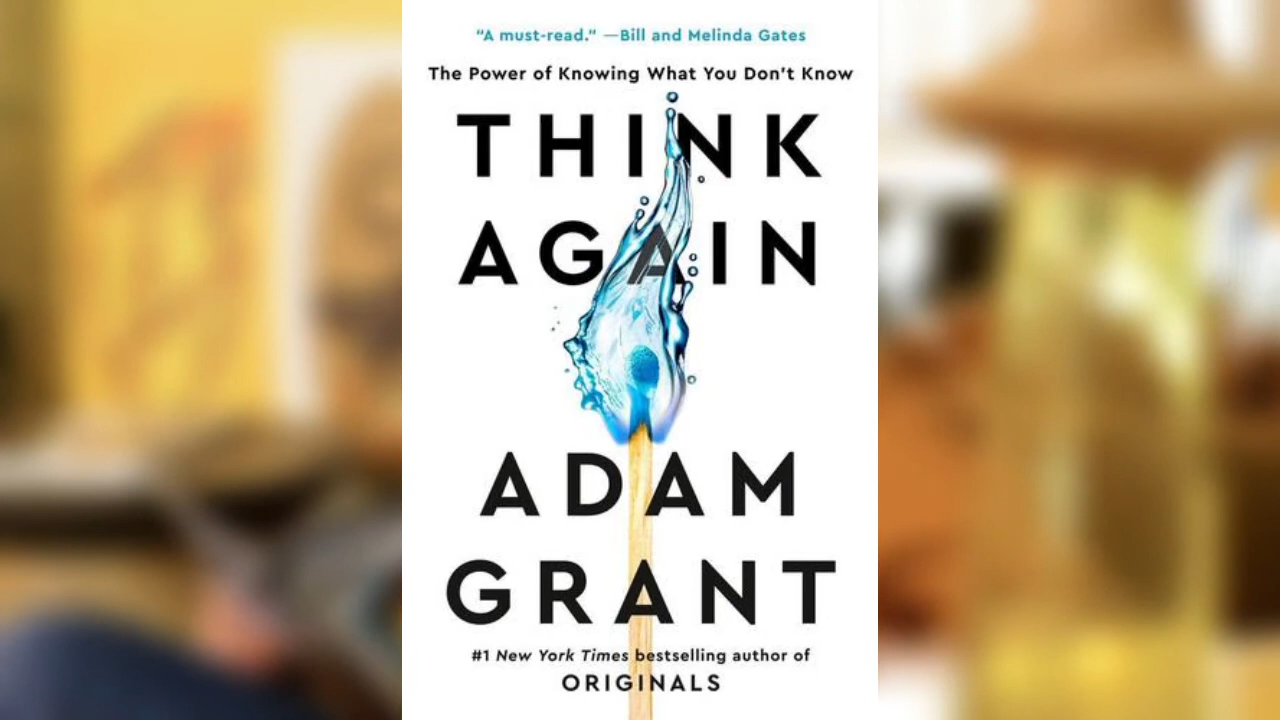 “A must-read.” —Bill and Melinda Gates
The Power of Knowing What You Don’t Know
THINK
AGAIN
ADAM
GRANT
#1 New York Times bestselling author of
ORIGINALS